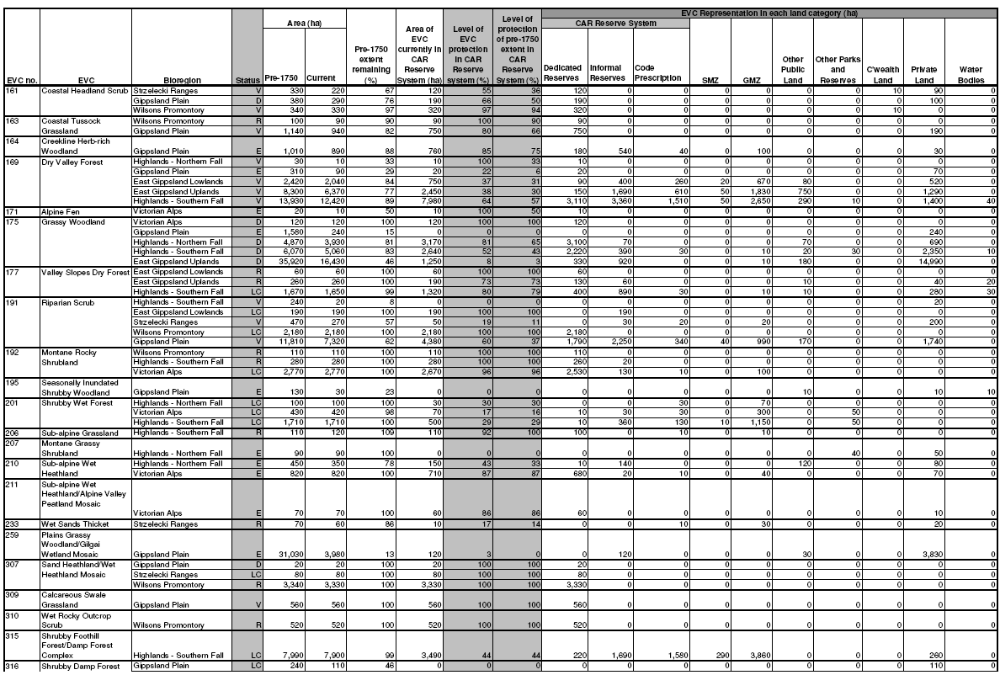 EVC Representation in each land category (ha)
Area (ha) CAR Reserve System
EVC no. EVC Bioregion Status Pre-1750 Current Pre-1750 extent remaining (%) Area of EVC currently in CAR Reserve System (ha) Level of EVC protection in CAR Reserve system (%) Level of protection of pre-1750 extent in CAR Reserve System (%) Dedicated Reserves Informal Reserves Code Prescription SMZ GMZ Other Public Land Other Parks and Reserves C'wealth Land Private Land Water Bodies
161 Coastal Headland Scrub Strzelecki Ranges V 330 220 67 120 55 36 120 0 0 0 0 0 0 10 90 0
Gippsland Plain D 380 290 76 190 66 50 190 0 0 0 0 0 0 0 100 0
Wilsons Promontory V 340 330 97 320 97 94 320 0 0 0 0 0 0 10 0 0
163 Coastal Tussock Wilsons Promontory R 100 90 90 90 100 90 90 0 0 0 0 0 0 0 0 0
Grassland Gippsland Plain V 1,140 940 82 750 80 66 750 0 0 0 0 0 0 0 190 0
164 Creekline Herb-rich
Woodland Gippsland Plain E 1,010 890 88 760 85 75 180 540 40 0 100 0 0 0 30 0
169 Dry Valley Forest Highlands - Northern Fall V 30 10 33 10 100 33 10 0 0 0 0 0 0 0 0 0
Gippsland Plain E 310 90 29 20 22 6 20 0 0 0 0 0 0 0 70 0
East Gippsland Lowlands V 2,420 2,040 84 750 37 31 90 400 260 20 670 80 0 0 520 0
East Gippsland Uplands V 8,300 6,370 77 2,450 38 30 150 1,690 610 50 1,830 750 0 0 1,290 0
Highlands - Southern Fall V 13,930 12,420 89 7,980 64 57 3,110 3,360 1,510 50 2,650 290 10 0 1,400 40
171 Alpine Fen Victorian Alps E 20 10 50 10 100 50 10 0 0 0 0 0 0 0 0 0
175 Grassy Woodland Victorian Alps D 120 120 100 120 100 100 120 0 0 0 0 0 0 0 0 0
Gippsland Plain E 1,580 240 15 0 0 0 0 0 0 0 0 0 0 0 240 0
Highlands - Northern Fall D 4,870 3,930 81 3,170 81 65 3,100 70 0 0 0 70 0 0 690 0
Highlands - Southern Fall D 6,070 5,060 83 2,640 52 43 2,220 390 30 0 10 20 30 0 2,350 10
East Gippsland Uplands D 35,920 16,430 46 1,250 8 3 330 920 0 0 10 180 0 0 14,990 0
177 Valley Slopes Dry Forest East Gippsland Lowlands R 60 60 100 60 100 100 60 0 0 0 0 0 0 0 0 0
East Gippsland Uplands R 260 260 100 190 73 73 130 60 0 0 0 10 0 0 40 20
Highlands - Southern Fall LC 1,670 1,650 99 1,320 80 79 400 890 30 0 10 10 0 0 280 30
191 Riparian Scrub Highlands - Southern Fall V 240 20 8 0 0 0 0 0 0 0 0 0 0 0 20 0
East Gippsland Lowlands LC 190 190 100 190 100 100 0 190 0 0 0 0 0 0 0 0
Strzelecki Ranges V 470 270 57 50 19 11 0 30 20 0 20 0 0 0 200 0
Wilsons Promontory LC 2,180 2,180 100 2,180 100 100 2,180 0 0 0 0 0 0 0 0 0
Gippsland Plain V 11,810 7,320 62 4,380 60 37 1,790 2,250 340 40 990 170 0 0 1,740 0
192 Montane Rocky Wilsons Promontory R 110 110 100 110 100 100 110 0 0 0 0 0 0 0 0 0
Shrubland Highlands - Southern Fall R 280 280 100 280 100 100 260 20 0 0 0 0 0 0 0 0
Victorian Alps LC 2,770 2,770 100 2,670 96 96 2,530 130 10 0 100 0 0 0 0 0
195 Seasonally Inundated
Shrubby Woodland Gippsland Plain E 130 30 23 0 0 0 0 0 0 0 0 10 0 0 10 10
201 Shrubby Wet Forest Highlands - Northern Fall LC 100 100 100 30 30 30 0 0 30 0 70 0 0 0 0 0
Victorian Alps LC 430 420 98 70 17 16 10 30 30 0 300 0 50 0 0 0
Highlands - Southern Fall LC 1,710 1,710 100 500 29 29 10 360 130 10 1,150 0 50 0 0 0
206 Sub-alpine Grassland Highlands - Southern Fall R 110 120 109 110 92 100 100 0 10 0 10 0 0 0 0 0
207 Montane Grassy
Shrubland Highlands - Northern Fall E 90 90 100 0 0 0 0 0 0 0 0 0 40 0 50 0
210 Sub-alpine Wet Highlands - Northern Fall E 450 350 78 150 43 33 10 140 0 0 0 120 0 0 80 0
Heathland Victorian Alps E 820 820 100 710 87 87 680 20 10 0 40 0 0 0 70 0
211 Sub-alpine Wet
Heathland/Alpine Valley
Peatland Mosaic
Victorian Alps E 70 70 100 60 86 86 60 0 0 0 0 0 0 0 10 0
233 Wet Sands Thicket Strzelecki Ranges R 70 60 86 10 17 14 0 0 10 0 30 0 0 0 20 0
259 Plains Grassy
Woodland/Gilgai
Wetland Mosaic Gippsland Plain E 31,030 3,980 13 120 3 0 0 120 0 0 0 30 0 0 3,830 0
307 Sand Heathland/Wet Gippsland Plain D 20 20 100 20 100 100 20 0 0 0 0 0 0 0 0 0
Heathland Mosaic Strzelecki Ranges LC 80 80 100 80 100 100 80 0 0 0 0 0 0 0 0 0
Wilsons Promontory R 3,340 3,330 100 3,330 100 100 3,330 0 0 0 0 0 0 0 0 0
309 Calcareous Swale
Grassland Gippsland Plain V 560 560 100 560 100 100 560 0 0 0 0 0 0 0 0 0
310 Wet Rocky Outcrop
Scrub Wilsons Promontory R 520 520 100 520 100 100 520 0 0 0 0 0 0 0 0 0
315 Shrubby Foothill
Forest/Damp Forest
Complex Highlands - Southern Fall LC 7,990 7,900 99 3,490 44 44 220 1,690 1,580 290 3,860 0 0 0 260 0
316 Shrubby Damp Forest Gippsland Plain LC 240 110 46 0 0 0 0 0 0 0 0 0 0 0 110 0